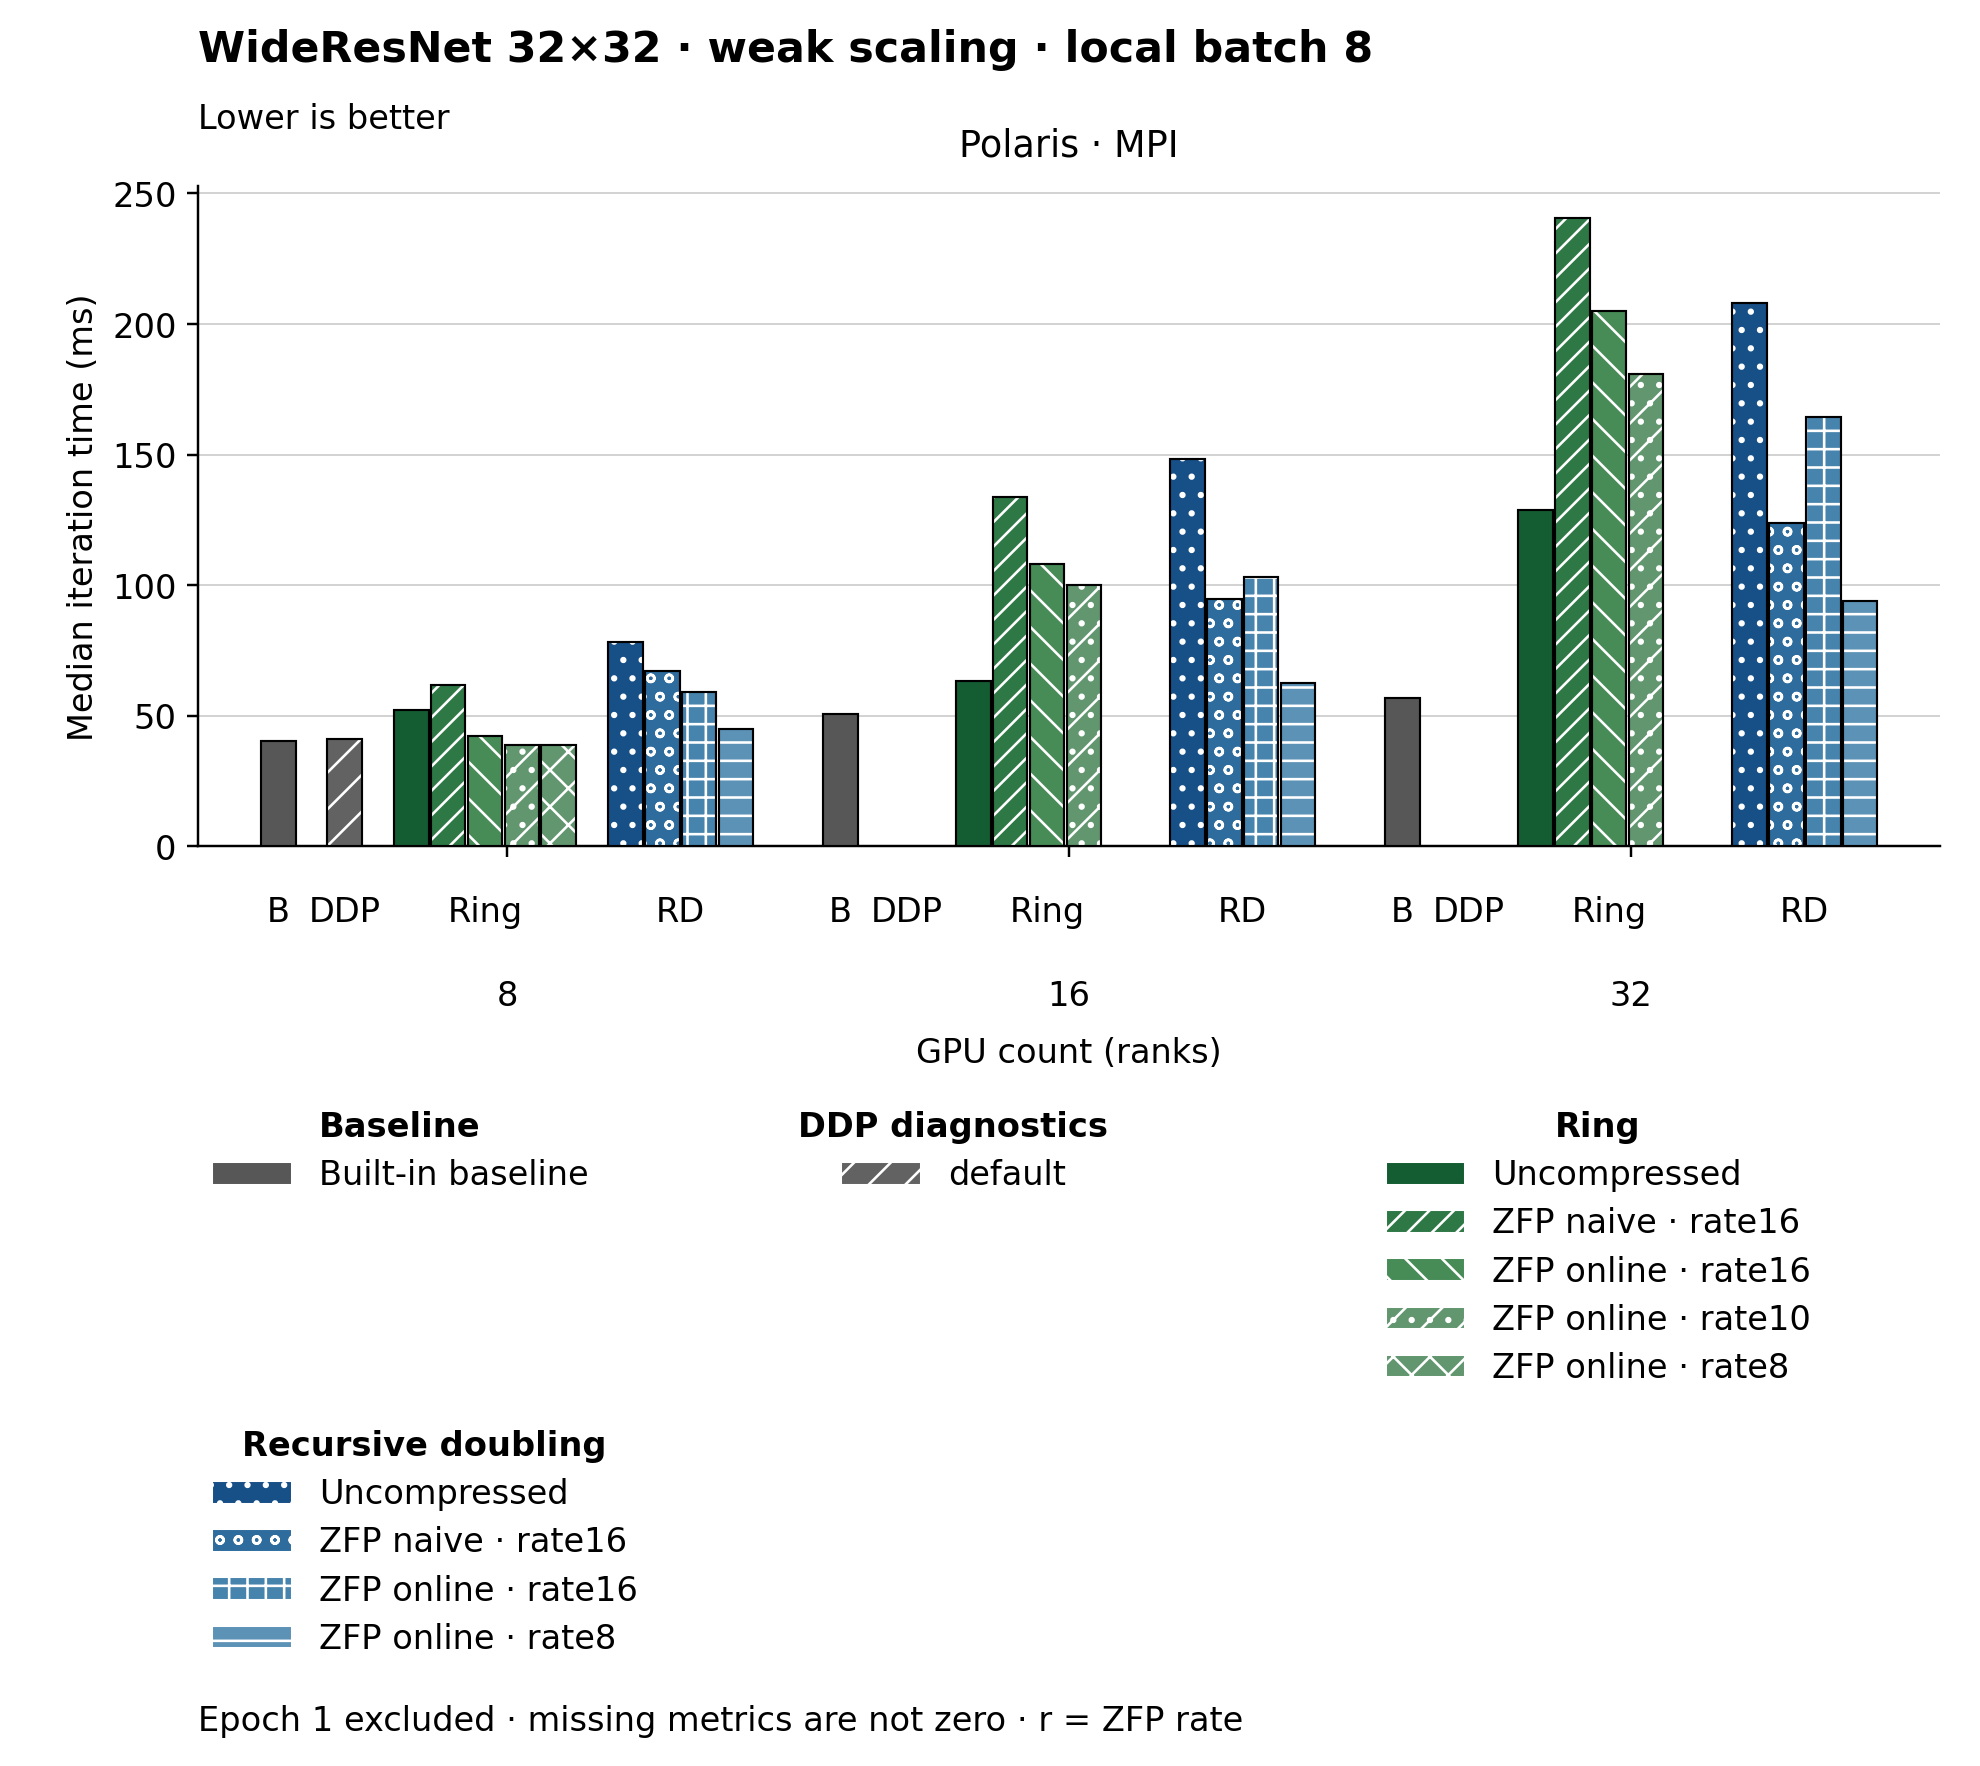 WideResNet 32×32 · weak scaling · local batch 8
Lower is better
Polaris · MPI
250
200
150
100
50
0
Median iteration time (ms)
B DDP Ring RD B DDP Ring RD B DDP Ring RD
8 16 32
GPU count (ranks)
Baseline
Built-in baseline
DDP diagnostics
default
Ring
Uncompressed
ZFP naive · rate16
ZFP online · rate16
ZFP online · rate10
ZFP online · rate8
Recursive doubling
Uncompressed
ZFP naive · rate16
ZFP online · rate16
ZFP online · rate8
Epoch 1 excluded · missing metrics are not zero · r = ZFP rate